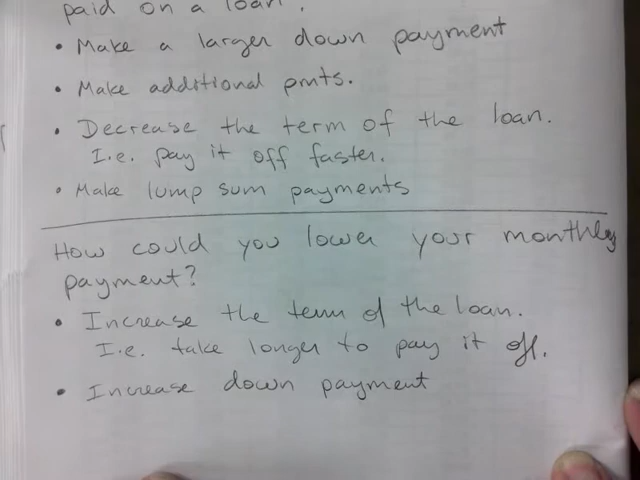 paid on a loan.
• Make a larger down payment
• Make additional pmts.
• Decrease the term of the loan.
I.e. pay it off faster.
• Make lump sum payments
How could you lower your monthly
payment?
• Increase the term of the loan.
I.e. take longer to pay it off.
• Increase down payment